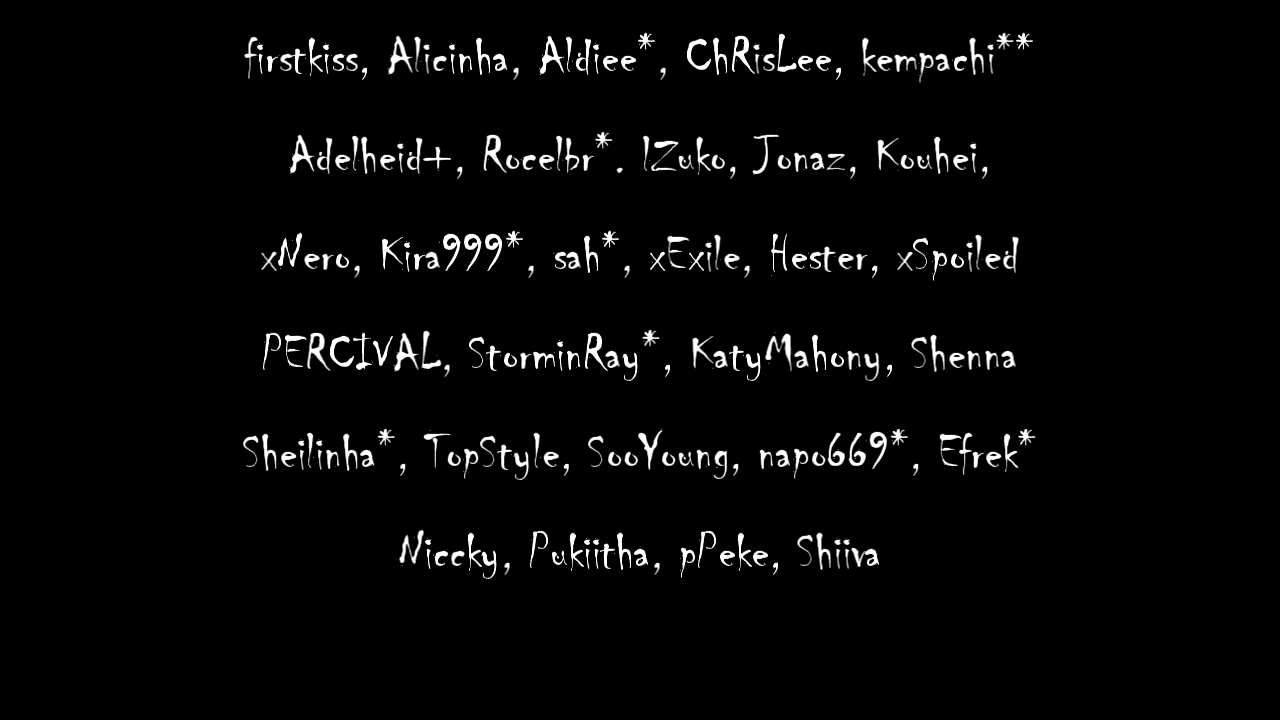 firstkiss, Alicinha, Aldiee*, ChRisLee, kempachi**
Adelheid+, Rocelbr*. lZuko, Jonaz, Kouhei,
xNero, Kira999*, sah*, xExile, Hester, xSpoiled
PERCIVAL, StorminRay*, KatyMahony, Shenna
Sheilinha*, TopStyle, SooYoung, napo669*, Efrek*
Niccky, Pukiitha, pPeke, Shiiva